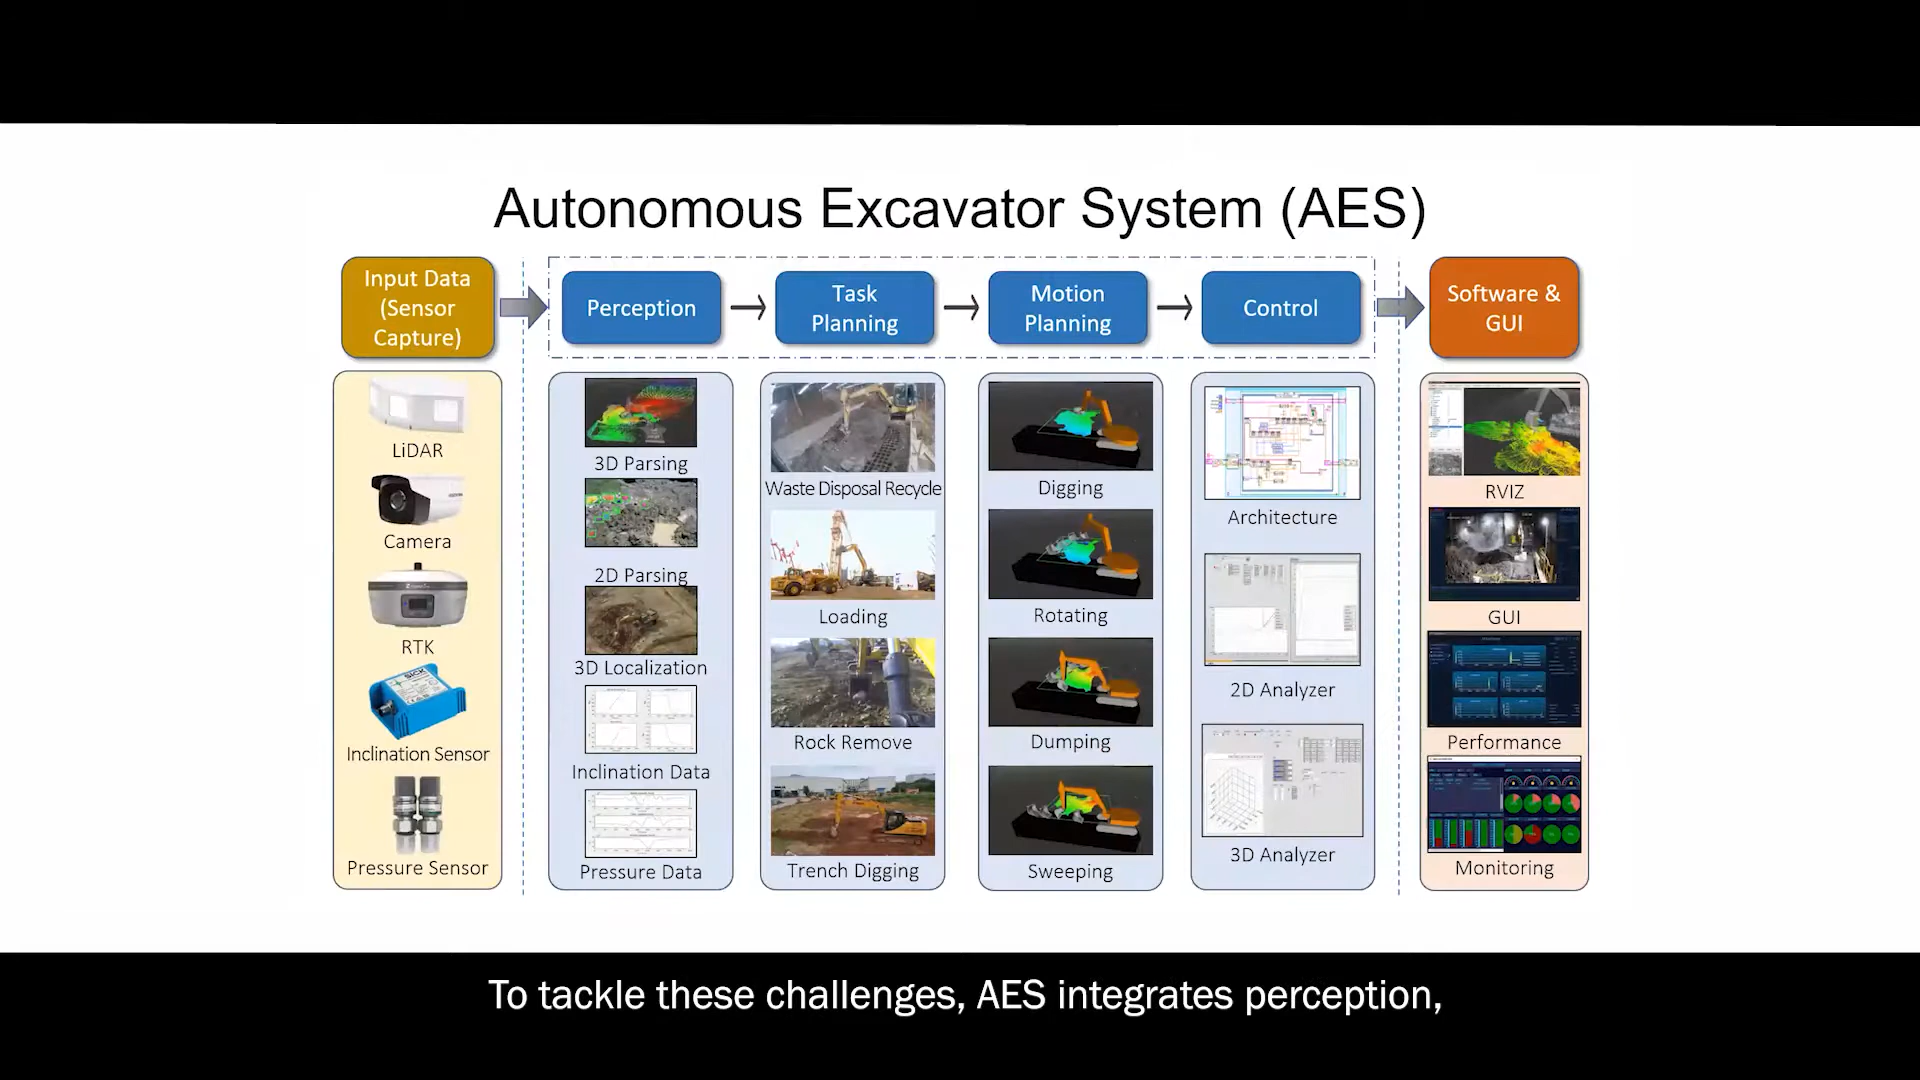 Autonomous Excavator System (AES)
Input Data
(Sensor
Capture)
Perception
Task
Planning
Motion
Planning
Control
Software &
GUI
LiDAR
Camera
RTK
SICK
Inclination Sensor
Pressure Sensor
3D Parsing
2D Parsing
3D Localization
Inclination Data
Pressure Data
Waste Disposal Recycle
Loading
Rock Remove
Trench Digging
Digging
Rotating
Dumping
Sweeping
Architecture
2D Analyzer
3D Analyzer
RVIZ
GUI
Performance
Monitoring
To tackle these challenges, AES integrates perception,